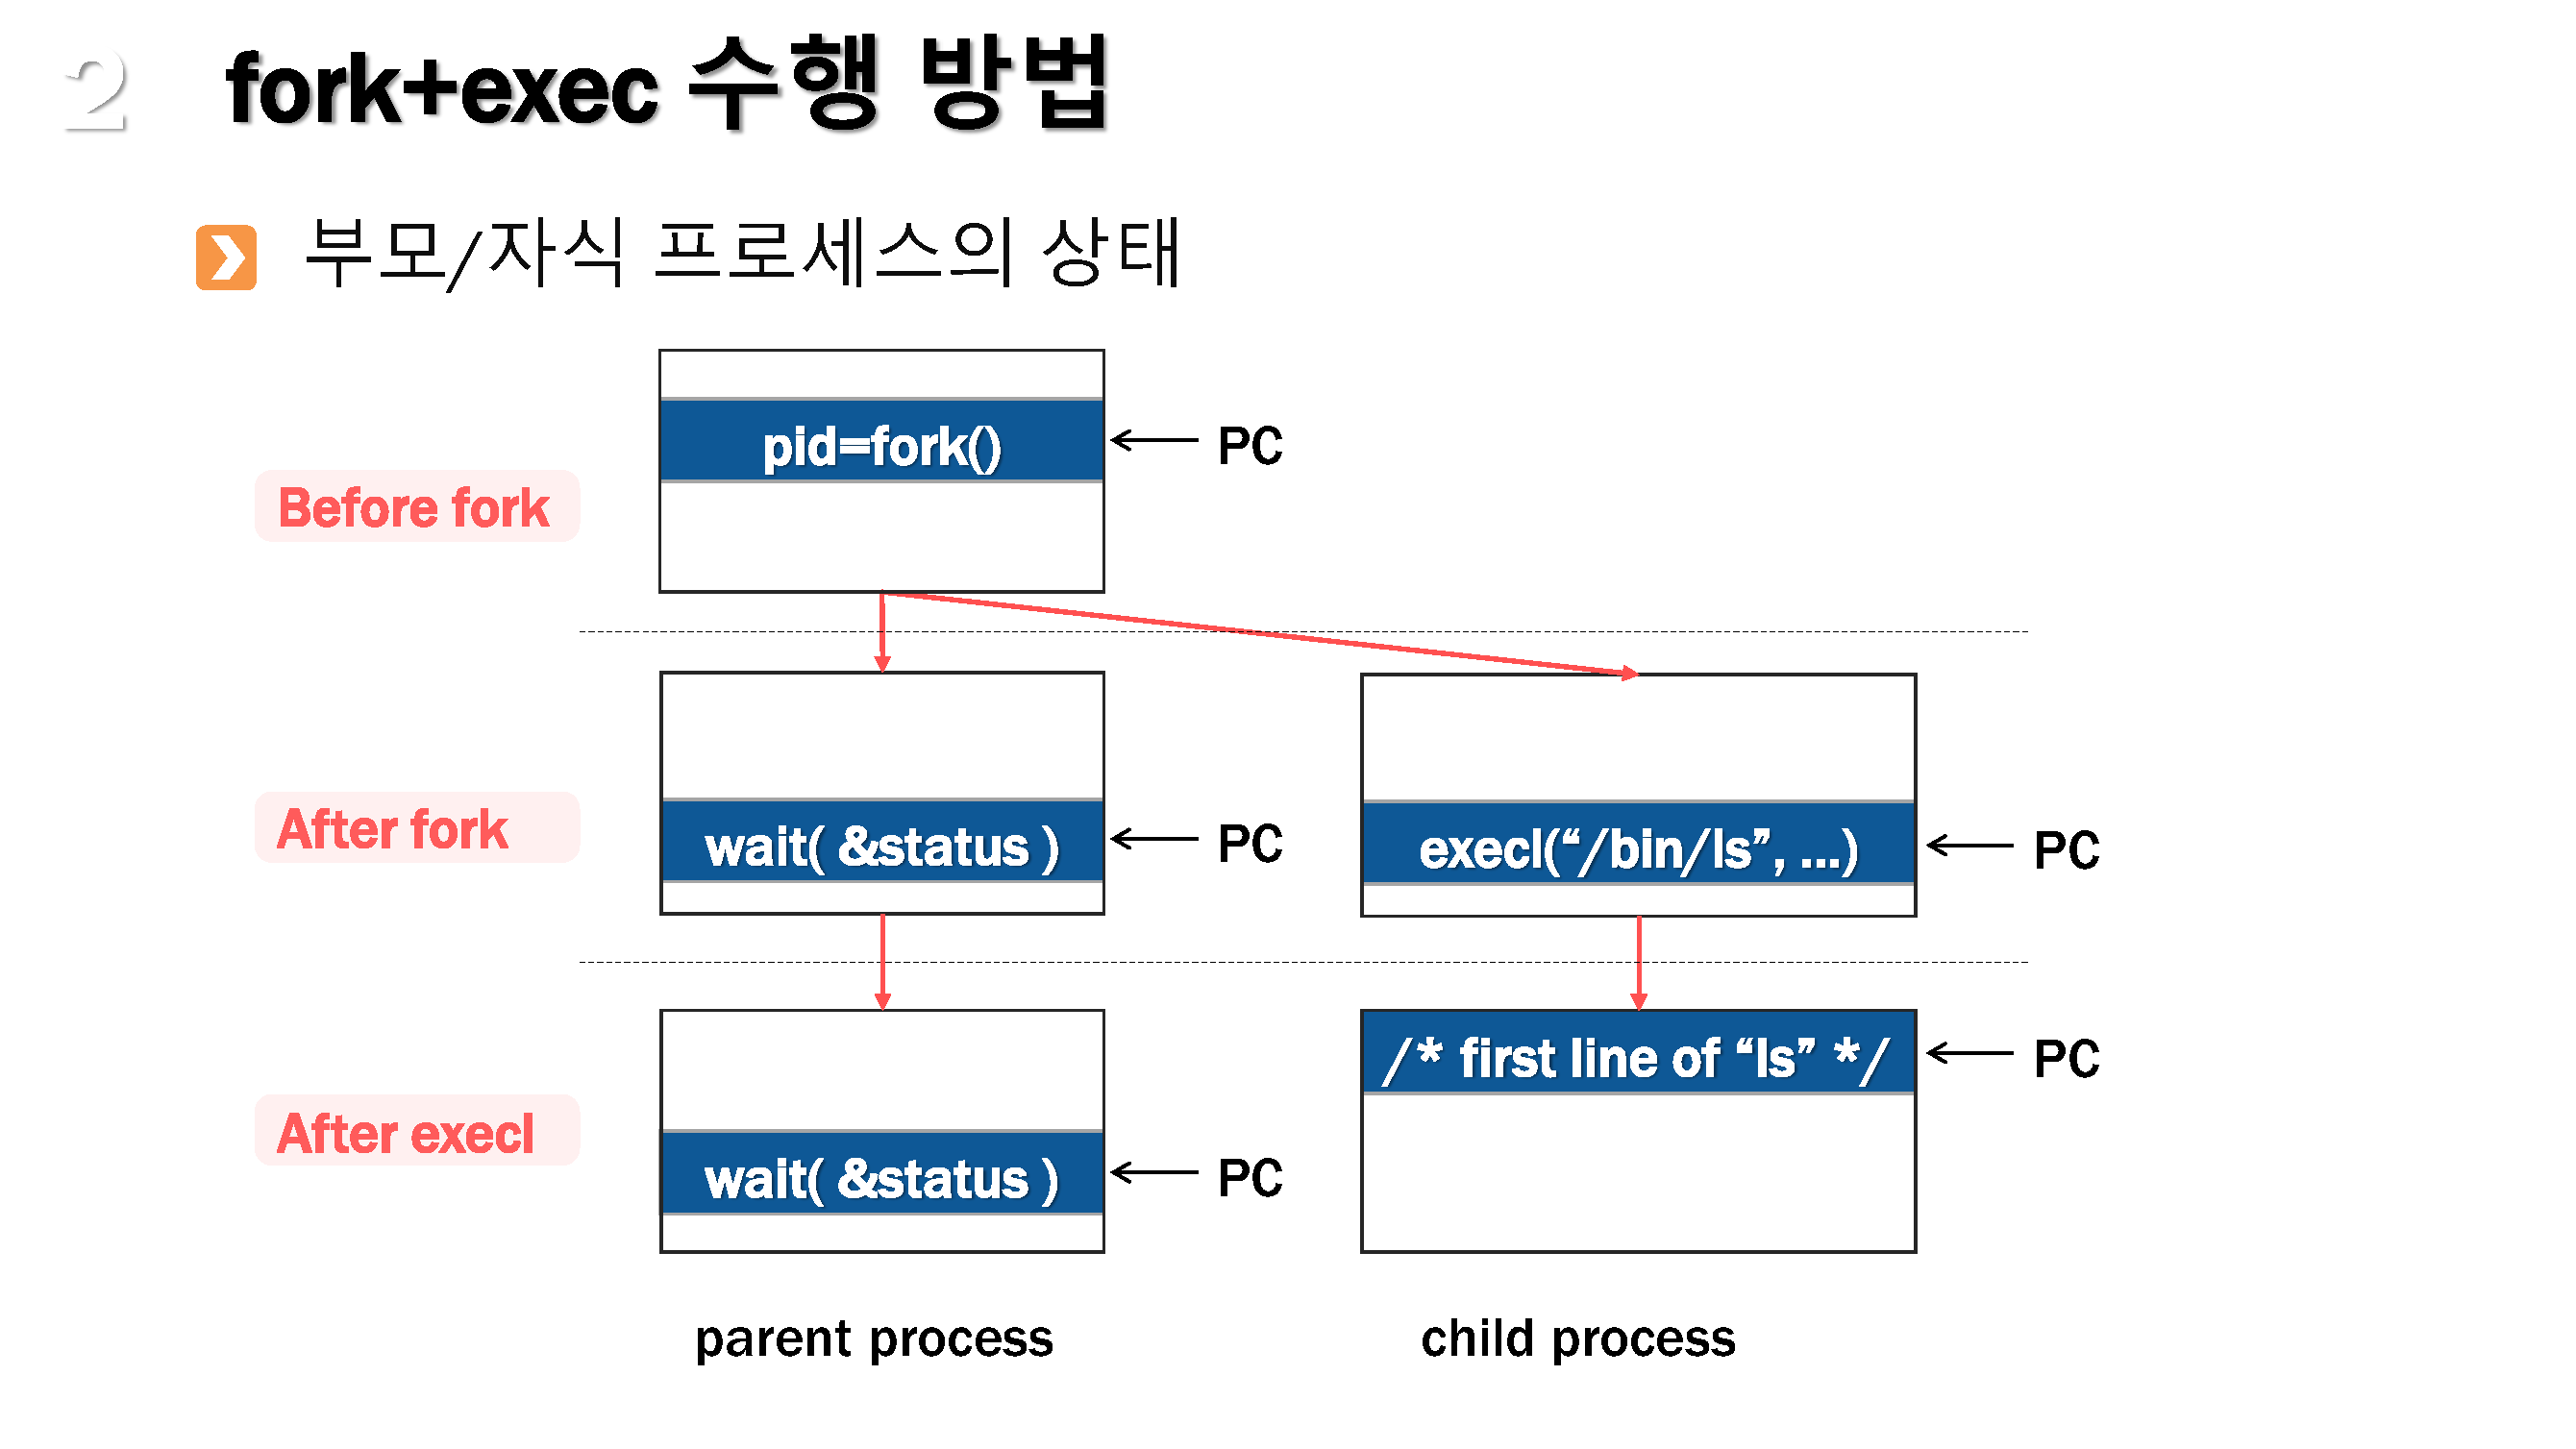 2 fork+exec 수행 방법
부모/자식 프로세스의 상태
pid=fork()
PC
Before fork
After fork
wait( &status )
PC
execl(“/bin/ls”, ...)
PC
After execl
/* first line of “ls” */
PC
wait( &status )
PC
parent process
child process